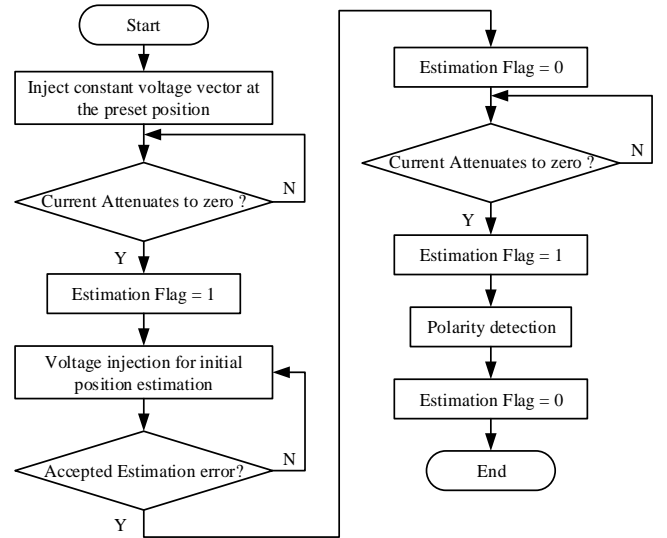 Start
Inject constant voltage vector at
the preset position
Current Attenuates to zero ?
N
Y
Estimation Flag = 1
Voltage injection for initial
position estimation
Accepted Estimation error?
N
Y
Estimation Flag = 0
Current Attenuates to zero ?
N
Y
Estimation Flag = 1
Polarity detection
Estimation Flag = 0
End